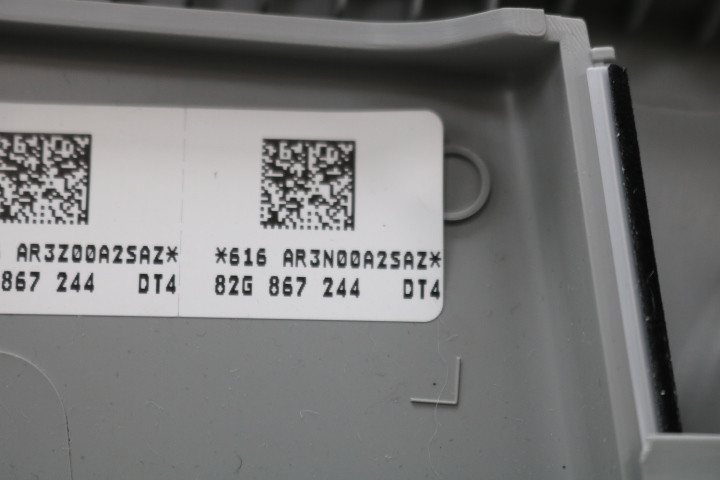 AR3Z00A2SAZ*
867 244 DT4
*616 AR3N00A2SAZ*
82G 867 244 DT4